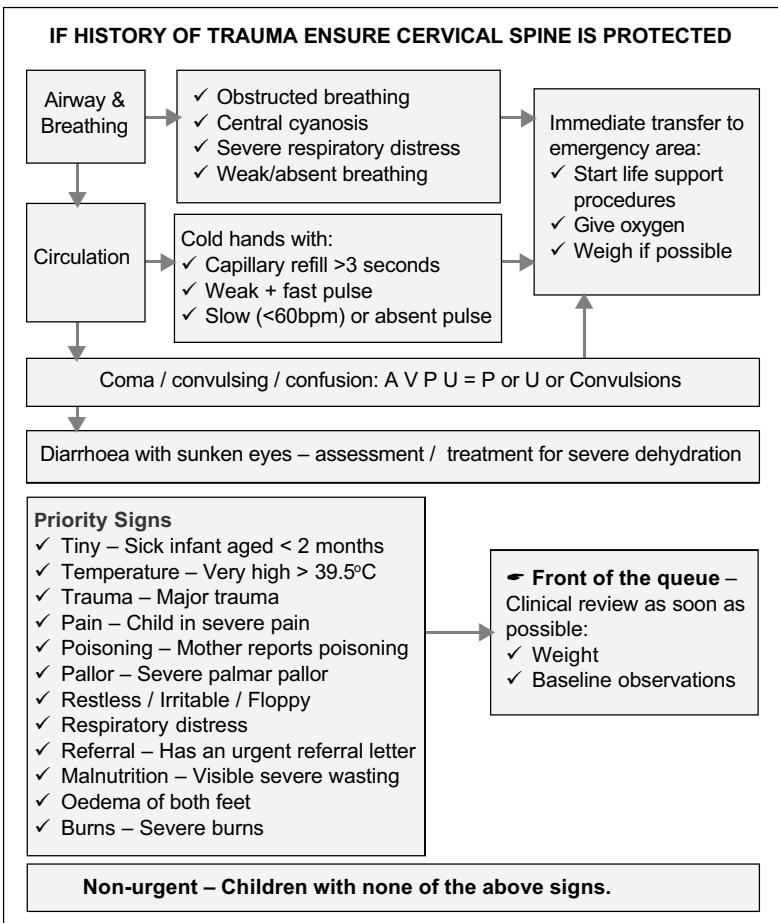 IF HISTORY OF TRAUMA ENSURE CERVICAL SPINE IS PROTECTED
Airway &
Breathing
✓ Obstructed breathing
✓ Central cyanosis
✓ Severe respiratory distress
✓ Weak/absent breathing
Immediate transfer to
emergency area:
✓ Start life support
procedures
✓ Give oxygen
✓ Weigh if possible
Circulation
Cold hands with:
✓ Capillary refill >3 seconds
✓ Weak + fast pulse
✓ Slow (<60bpm) or absent pulse
Coma / convulsing / confusion: A V P U = P or U or Convulsions
Diarrhoea with sunken eyes – assessment / treatment for severe dehydration
Priority Signs
✓ Tiny – Sick infant aged < 2 months
✓ Temperature – Very high > 39.5ºC
✓ Trauma – Major trauma
✓ Pain – Child in severe pain
✓ Poisoning – Mother reports poisoning
✓ Pallor – Severe palmar pallor
✓ Restless / Irritable / Floppy
✓ Respiratory distress
✓ Referral – Has an urgent referral letter
✓ Malnutrition – Visible severe wasting
✓ Oedema of both feet
✓ Burns – Severe burns
☛ Front of the queue –
Clinical review as soon as
possible:
✓ Weight
✓ Baseline observations
Non-urgent – Children with none of the above signs.